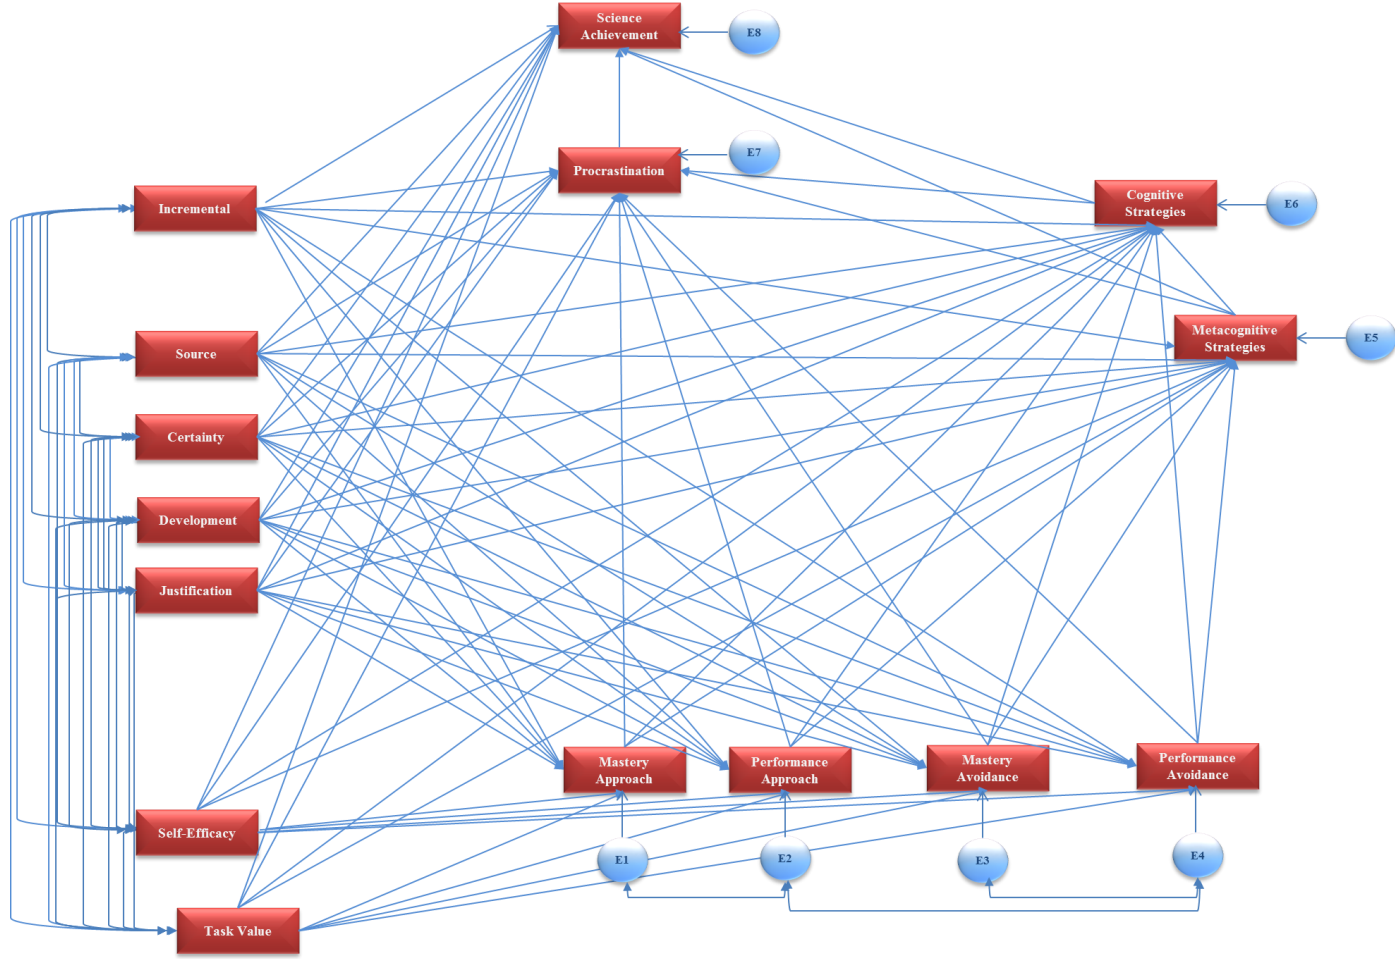 Science
Achievement
E8
Procrastination
E7
Incremental
Cognitive
Strategies
E6
Source
Metacognitive
Strategies
E5
Certainty
Development
Justification
Mastery
Approach
Performance
Approach
Mastery
Avoidance
Performance
Avoidance
Self-Efficacy
E1
E2
E3
E4
Task Value